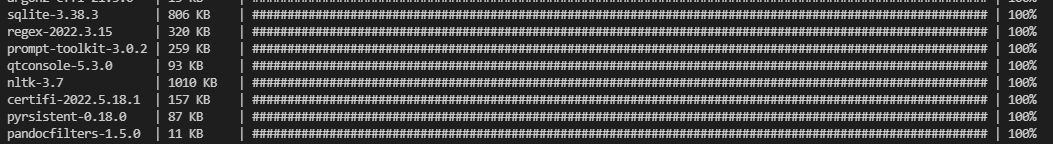 sqlite-3.38.3 | 806 KB | ############################################################################################################# | 100%
regex-2022.3.15 | 320 KB | ############################################################################################################# | 100%
prompt-toolkit-3.0.2 | 259 KB | ############################################################################################################# | 100%
qtconsole-5.3.0 | 93 KB | ############################################################################################################# | 100%
nltk-3.7 | 1010 KB | ############################################################################################################# | 100%
certifi-2022.5.18.1 | 157 KB | ############################################################################################################# | 100%
pyrsistent-0.18.0 | 87 KB | ############################################################################################################# | 100%
pandocfilters-1.5.0 | 11 KB | ############################################################################################################# | 100%